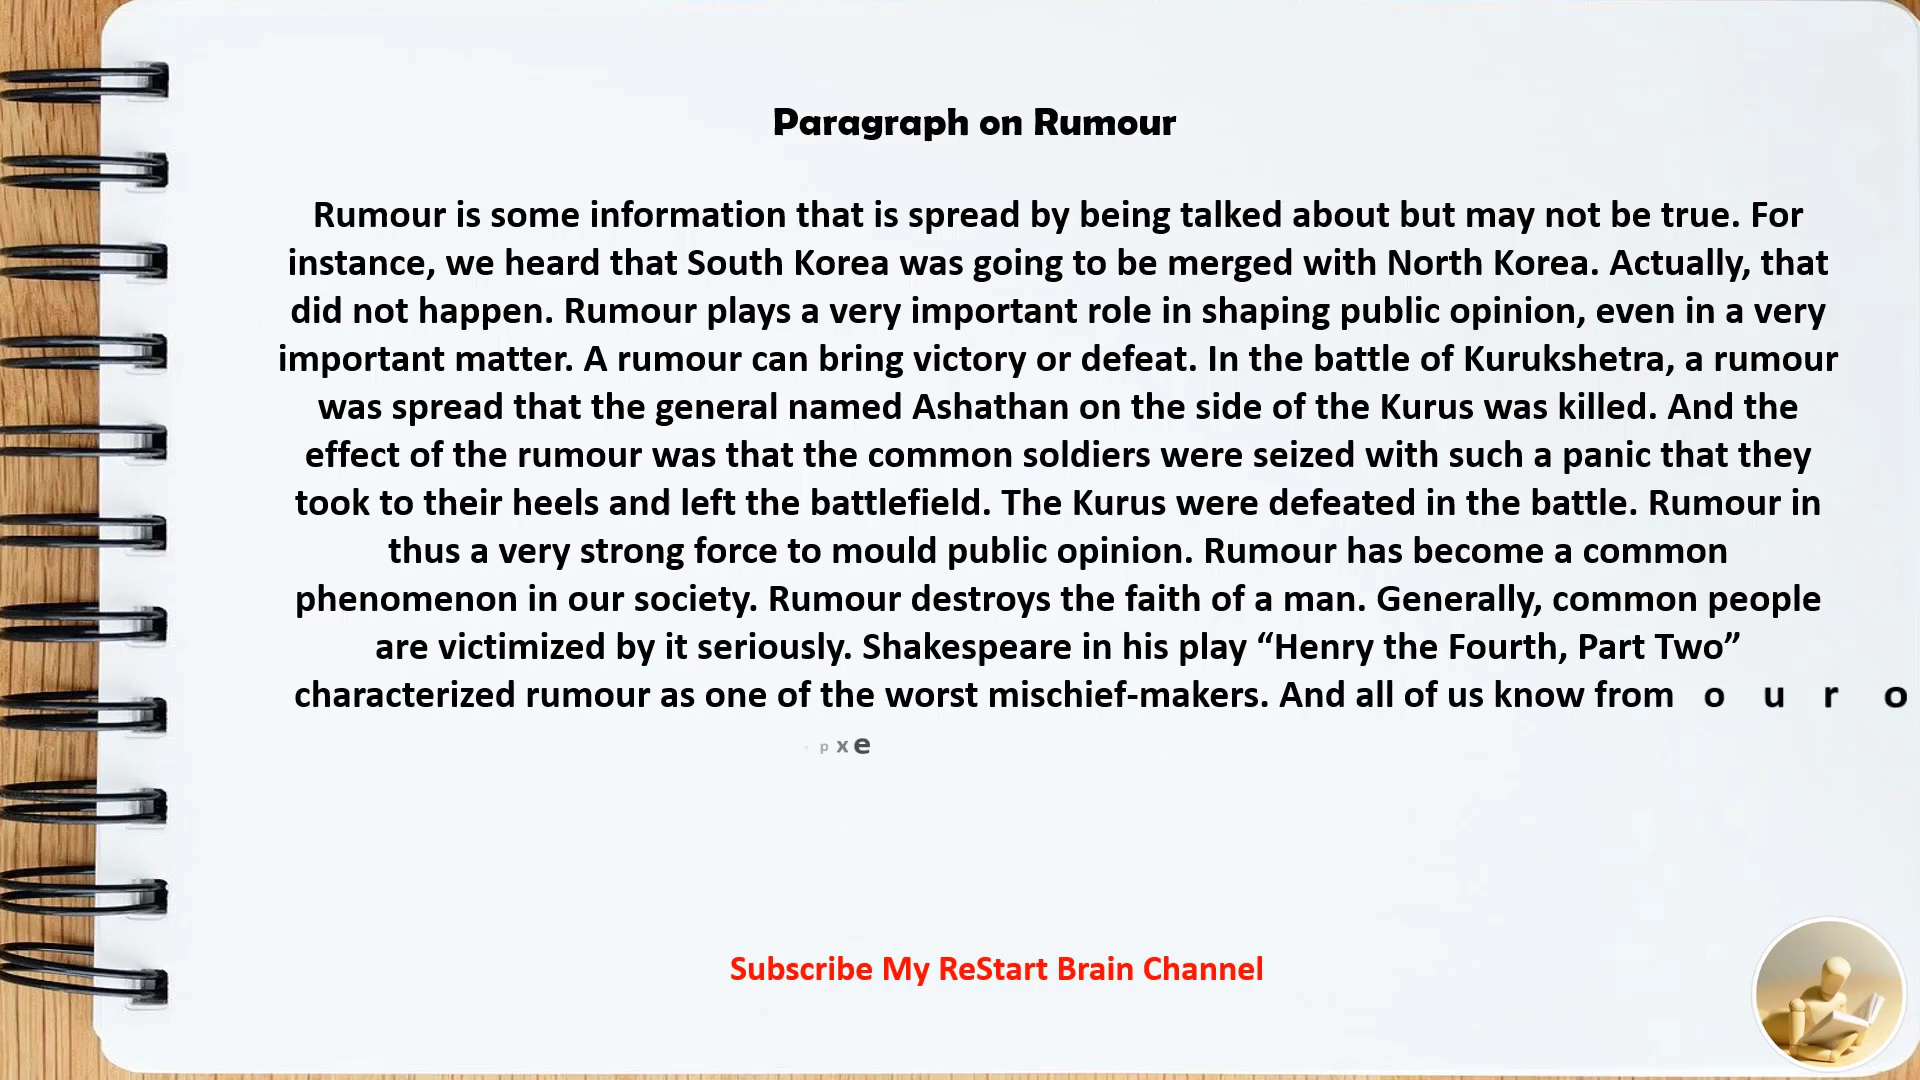 Paragraph on Rumour
Rumour is some information that is spread by being talked about but may not be true. For
instance, we heard that South Korea was going to be merged with North Korea. Actually, that
did not happen. Rumour plays a very important role in shaping public opinion, even in a very
important matter. A rumour can bring victory or defeat. In the battle of Kurukshetra, a rumour
was spread that the general named Ashathan on the side of the Kurus was killed. And the
effect of the rumour was that the common soldiers were seized with such a panic that they
took to their heels and left the battlefield. The Kurus were defeated in the battle. Rumour in
thus a very strong force to mould public opinion. Rumour has become a common
phenomenon in our society. Rumour destroys the faith of a man. Generally, common people
are victimized by it seriously. Shakespeare in his play “Henry the Fourth, Part Two”
characterized rumour as one of the worst mischief-makers. And all of us know from o u r o
p x e
Subscribe My ReStart Brain Channel